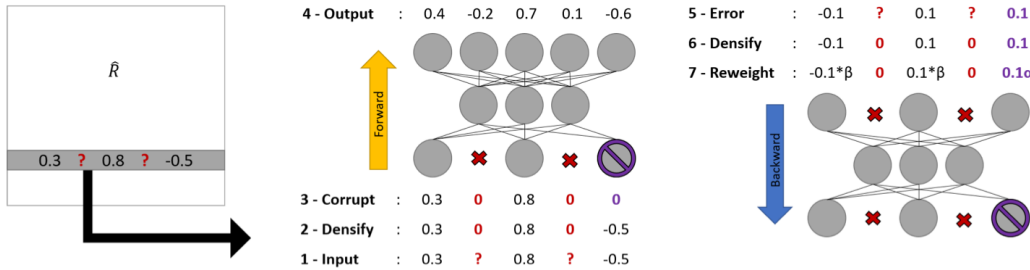 R̂
0.3 ? 0.8 ? -0.5
4 - Output : 0.4 -0.2 0.7 0.1 -0.6
Forward
3 - Corrupt : 0.3 0 0.8 0 0
2 - Densify : 0.3 0 0.8 0 -0.5
1 - Input : 0.3 ? 0.8 ? -0.5
5 - Error : -0.1 ? 0.1 ? 0.1
6 - Densify : -0.1 0 0.1 0 0.1
7 - Reweight : -0.1*β 0 0.1*β 0 0.1α
Backward